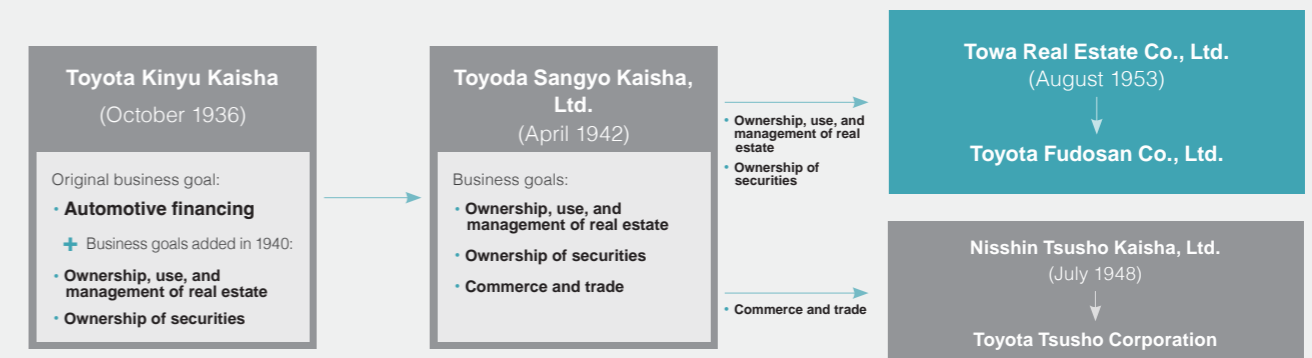 Toyota Kinyu Kaisha
(October 1936)
Original business goal:
• Automotive financing
+ Business goals added in 1940:
• Ownership, use, and
management of real estate
• Ownership of securities
Toyoda Sangyo Kaisha,
Ltd.
(April 1942)
Business goals:
• Ownership, use, and
management of real estate
• Ownership of securities
• Commerce and trade
• Ownership, use, and
management of real
estate
• Ownership of
securities
• Commerce and trade
Towa Real Estate Co., Ltd.
(August 1953)
Toyota Fudosan Co., Ltd.
Nisshin Tsusho Kaisha, Ltd.
(July 1948)
Toyota Tsusho Corporation